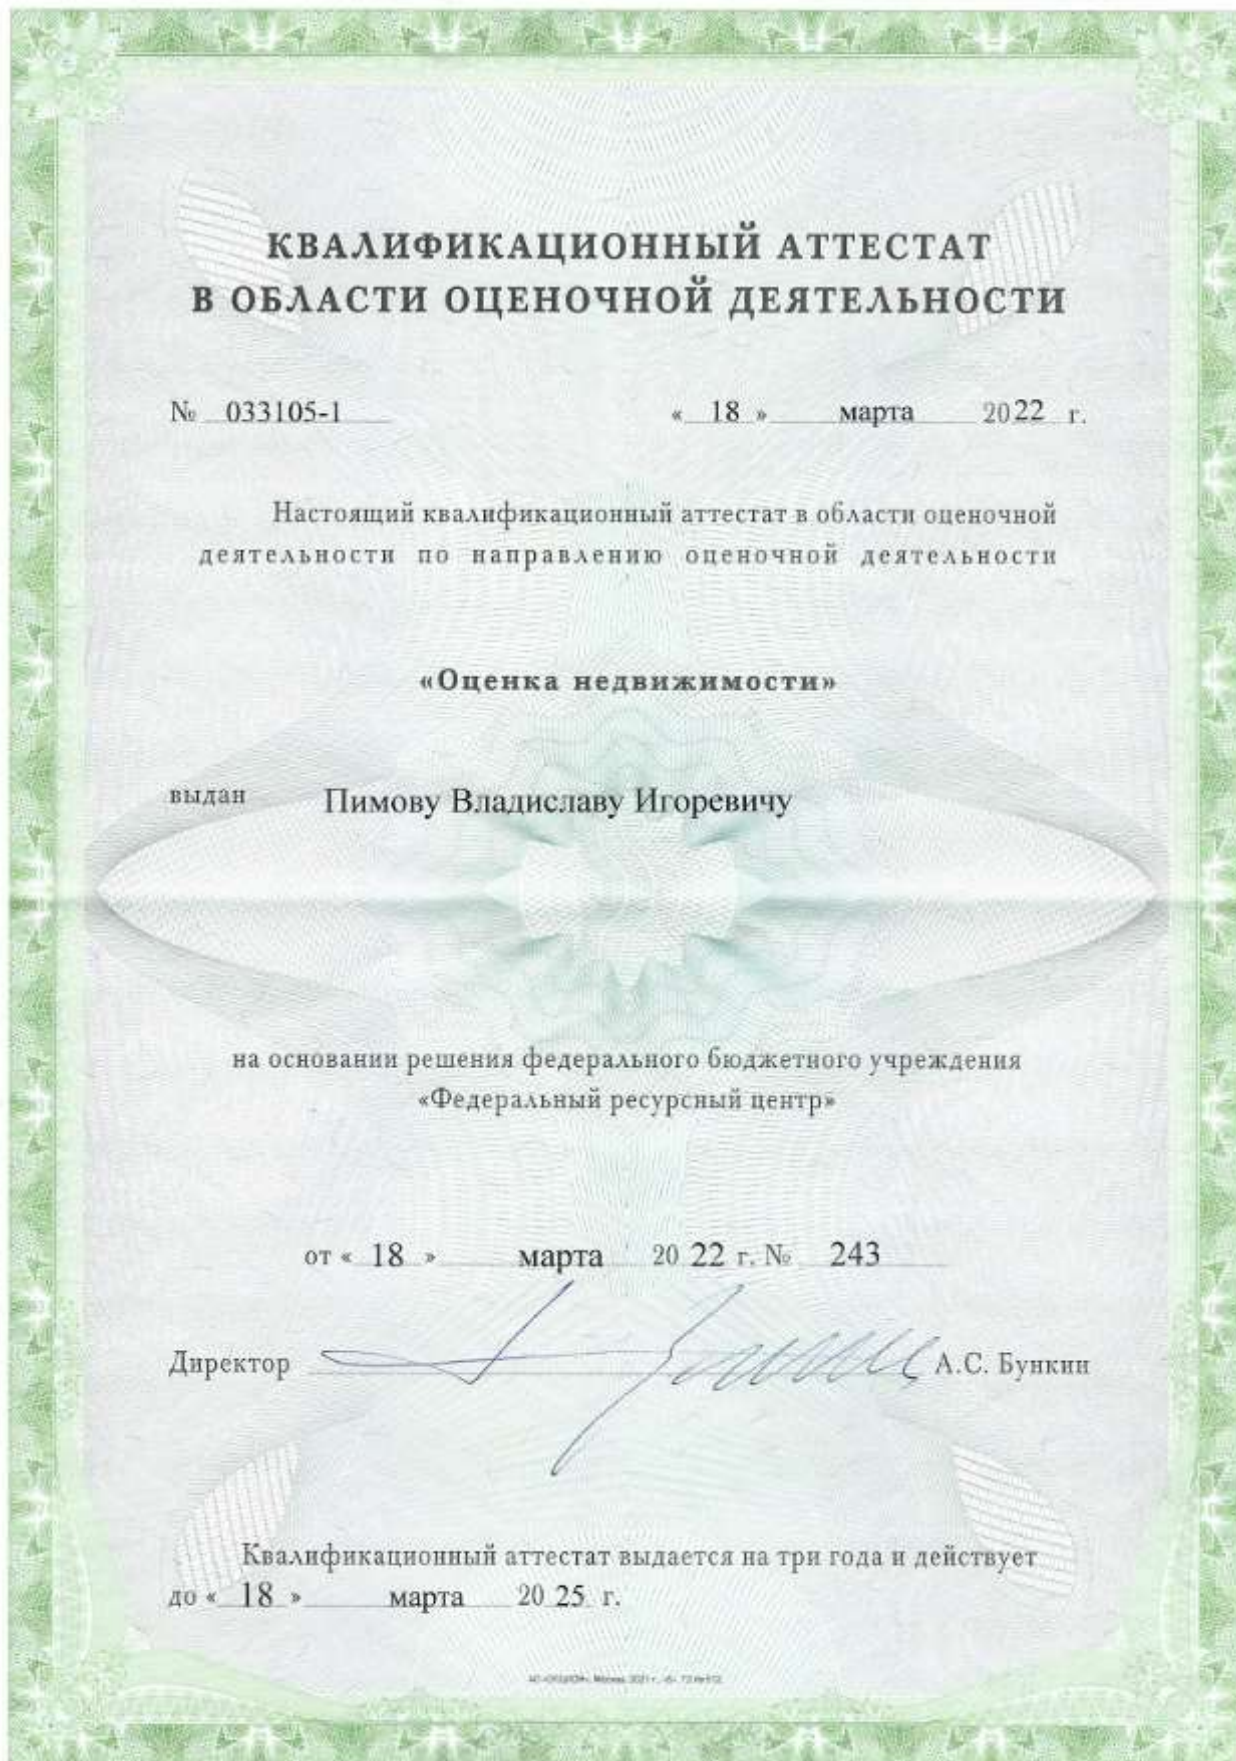 КВАЛИФИКАЦИОННЫЙ АТТЕСТАТ
В ОБЛАСТИ ОЦЕНОЧНОЙ ДЕЯТЕЛЬНОСТИ
№ 033105-1 « 18 » марта 2022 г.
Настоящий квалификационный аттестат в области оценочной
деятельности по направлению оценочной деятельности
«Оценка недвижимости»
выдан Пимову Владиславу Игоревичу
на основании решения федерального бюджетного учреждения
«Федеральный ресурсный центр»
от « 18 » марта 20 22 г. № 243
Директор А.С. Бункин
Квалификационный аттестат выдается на три года и действует
до « 18 » марта 20 25 г.
Москва, 2021 г.